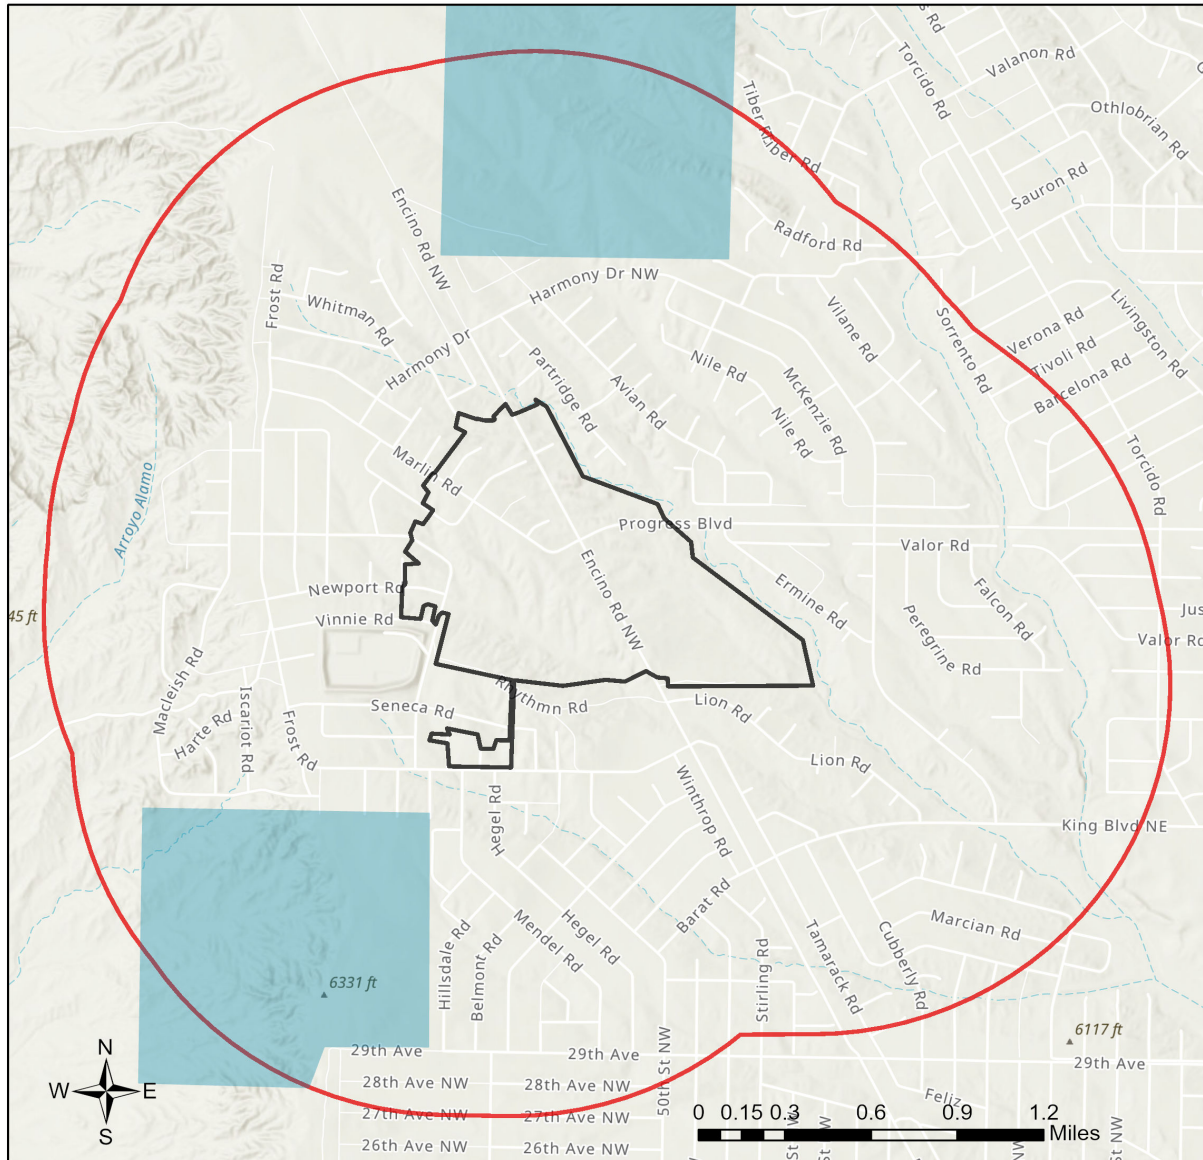 Torcido Rd
Valanon Rd
Othlobrian Rd
Tiber Rd
Tiber Rd
Sauron Rd
Radford Rd
Encino Rd NW
Harmony Dr NW
Frost Rd
Whitman Rd
Harmony Dr
Vilane Rd
Sorrento Rd
Livingston Rd
Verona Rd
Tivoli Rd
Barcelona Rd
Partridge Rd
Avian Rd
Nile Rd
McKenzie Rd
Nile Rd
Torcido Rd
Marlin Rd
Arroyo Alamo
Progress Blvd
Valor Rd
Encino Rd NW
Newport Rd
Vinnie Rd
Ermine Rd
Falcon Rd
Peregrine Rd
45 ft
Jus
Valor Rd
Macleish Rd
Iscariot Rd
Harte Rd
Frost Rd
Seneca Rd
Rhythmn Rd
Lion Rd
Lion Rd
Winthrop Rd
Hegel Rd
King Blvd NE
Barat Rd
Marcian Rd
Hillsdale Rd
Belmont Rd
Mendel Rd
Hegel Rd
Stirling Rd
Tamarack Rd
Cubberly Rd
6331 ft
6117 ft
29th Ave
29th Ave
29th Ave
50th St NW
28th Ave NW
28th Ave NW
27th Ave NW
27th Ave NW
26th Ave NW
26th Ave NW
Feliz
St NW
N
W E
S
0 0.15 0.3 0.6 0.9 1.2
Miles